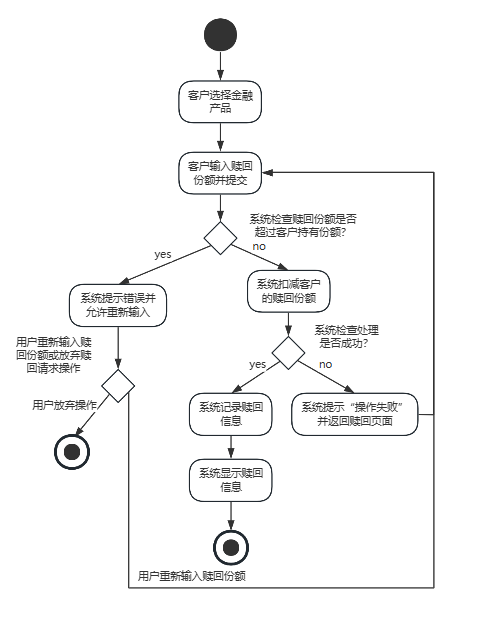 客户选择金融
产品
客户输入赎回
份额并提交
系统检查赎回份额是否
超过客户持有份额?
yes
no
系统提示错误并
允许重新输入
系统扣减客户
的赎回份额
用户重新输入赎
回份额或放弃赎
回请求操作
系统检查处理
是否成功?
yes
no
用户放弃操作
系统记录赎回
信息
系统提示“操作失败”
并返回赎回页面
系统显示赎回
信息
用户重新输入赎回份额